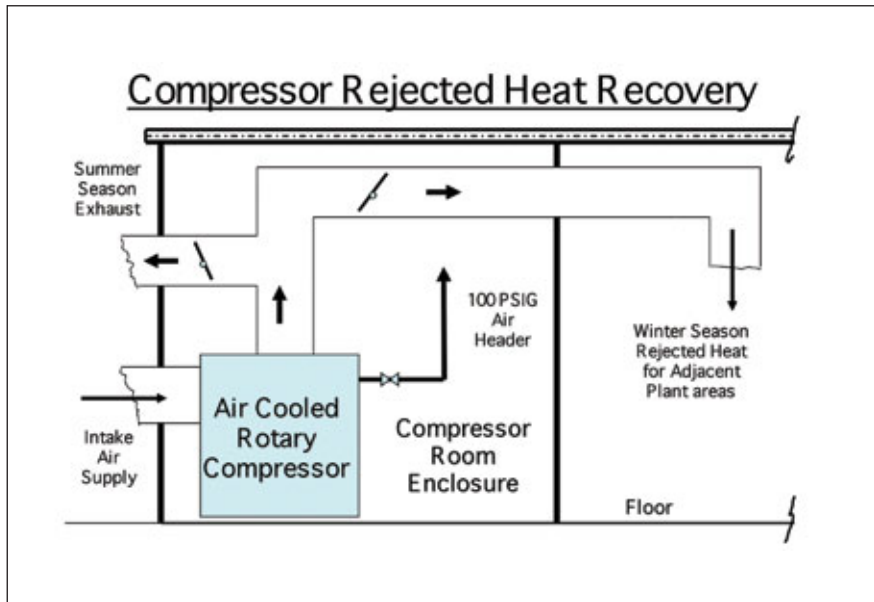 Compressor Rejected Heat Recovery
Summer
Season
Exhaust
100 PSIG
Air
Header
Winter Season
Rejected Heat
for Adjacent
Plant areas
Intake
Air
Supply
Air Cooled
Rotary
Compressor
Compressor
Room
Enclosure
Floor